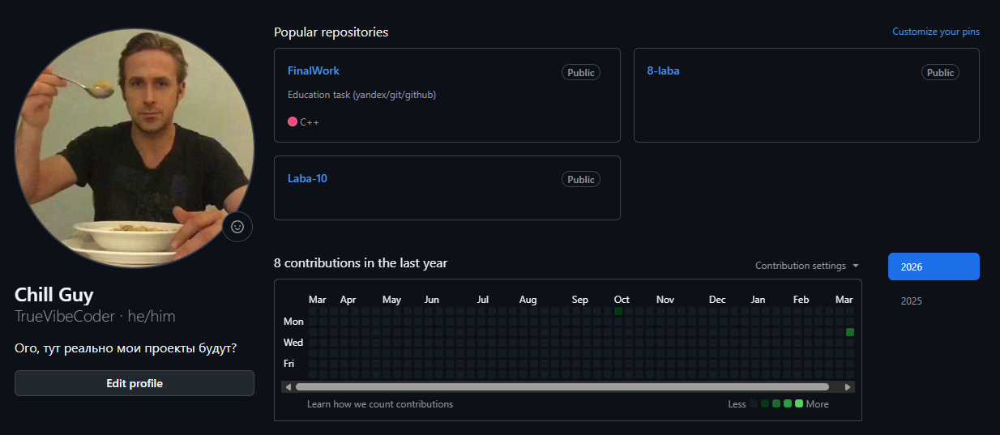 Popular repositories
Customize your pins
FinalWork
Public
Education task (yandex/git/github)
C++
8-laba
Public
Laba-10
Public
Chill Guy
TrueVibeCoder · he/him
Ого, тут реально мои проекты будут?
Edit profile
8 contributions in the last year
Contribution settings
2026
2025
Mar Apr May Jun Jul Aug Sep Oct Nov Dec Jan Feb Mar
Mon
Wed
Fri
Learn how we count contributions
Less More